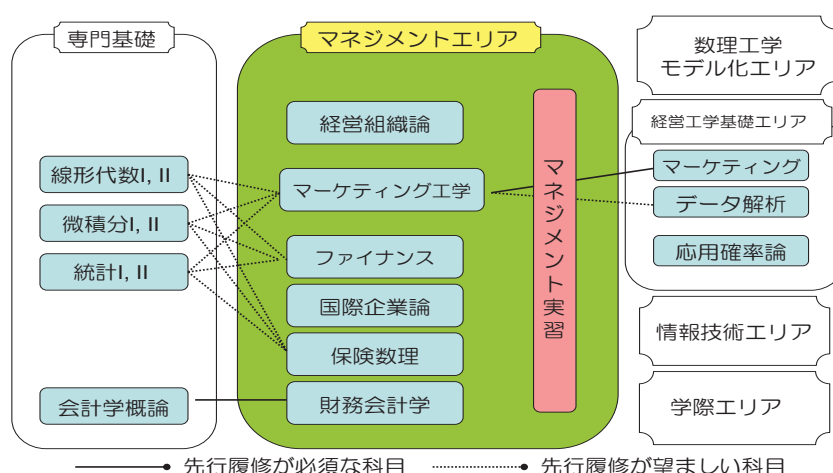 専門基礎
線形代数I, II
微積分I, II
統計I, II
会計学概論
マネジメントエリア
経営組織論
マーケティング工学
ファイナンス
国際企業論
保険数理
財務会計学
マネジメント実習
数理工学
モデル化エリア
経営工学基礎エリア
マーケティング
データ解析
応用確率論
情報技術エリア
学際エリア
先行履修が必須な科目
先行履修が望ましい科目